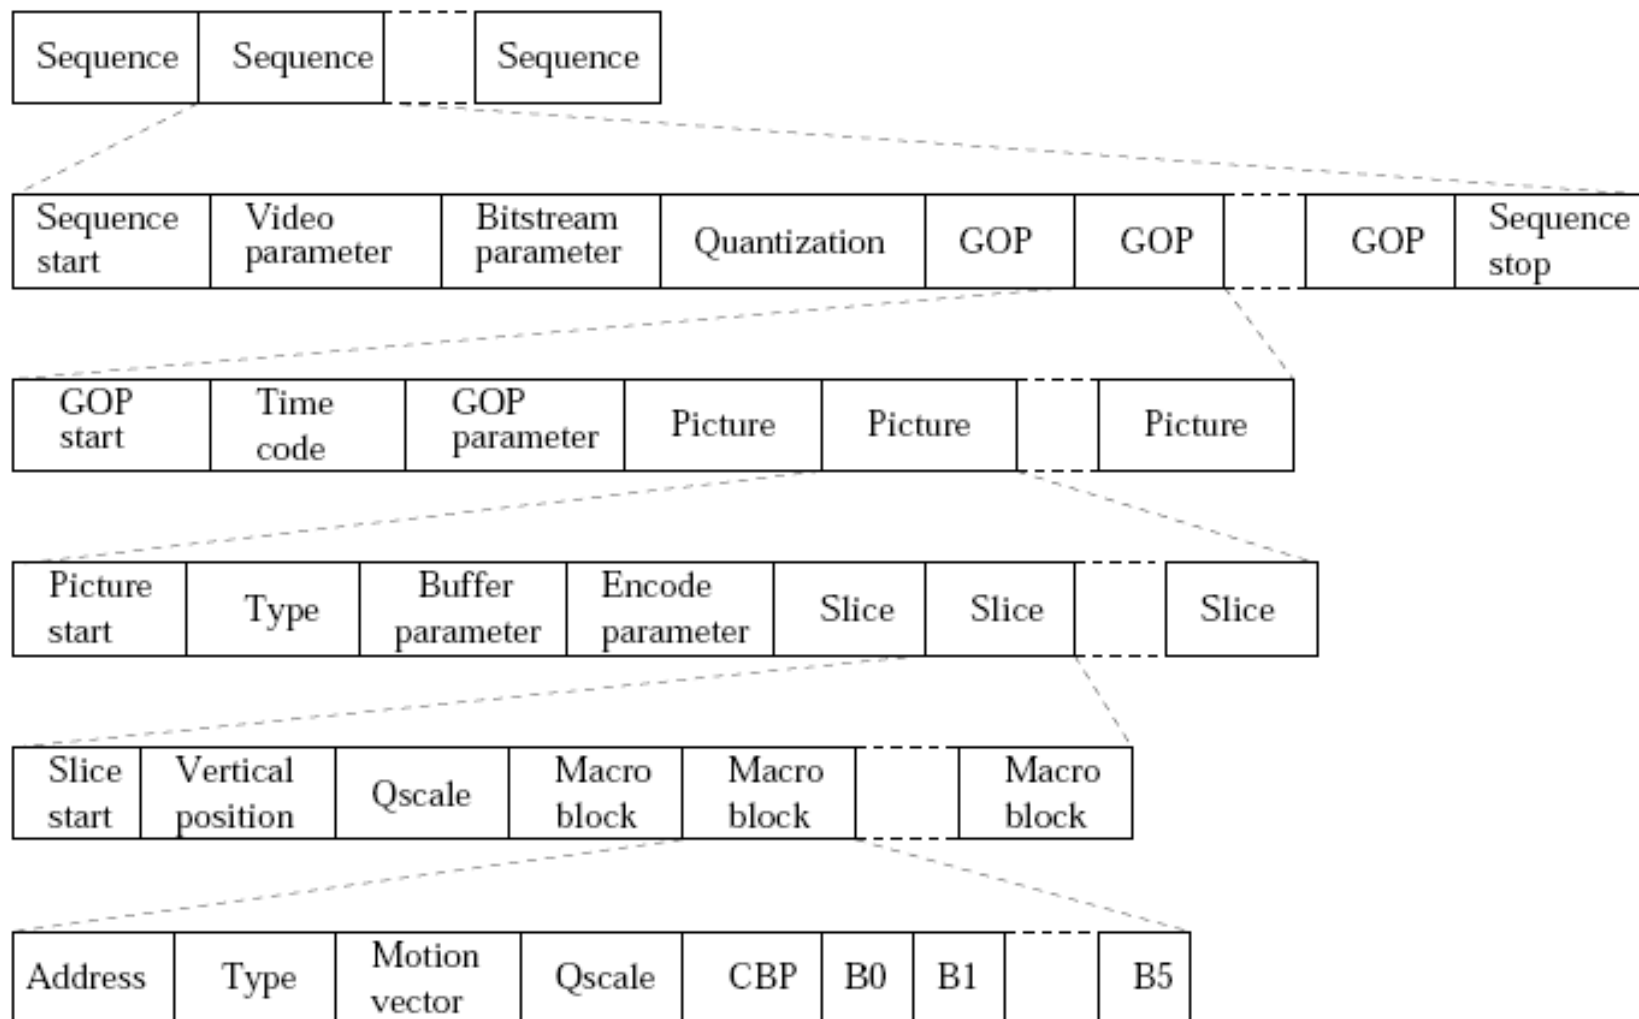 Sequence Sequence Sequence
Sequence start Video parameter Bitstream parameter Quantization GOP GOP GOP Sequence stop
GOP start Time code GOP parameter Picture Picture Picture
Picture start Type Buffer parameter Encode parameter Slice Slice Slice
Slice start Vertical position Qscale Macro block Macro block Macro block
Address Type Motion vector Qscale CBP B0 B1 B5